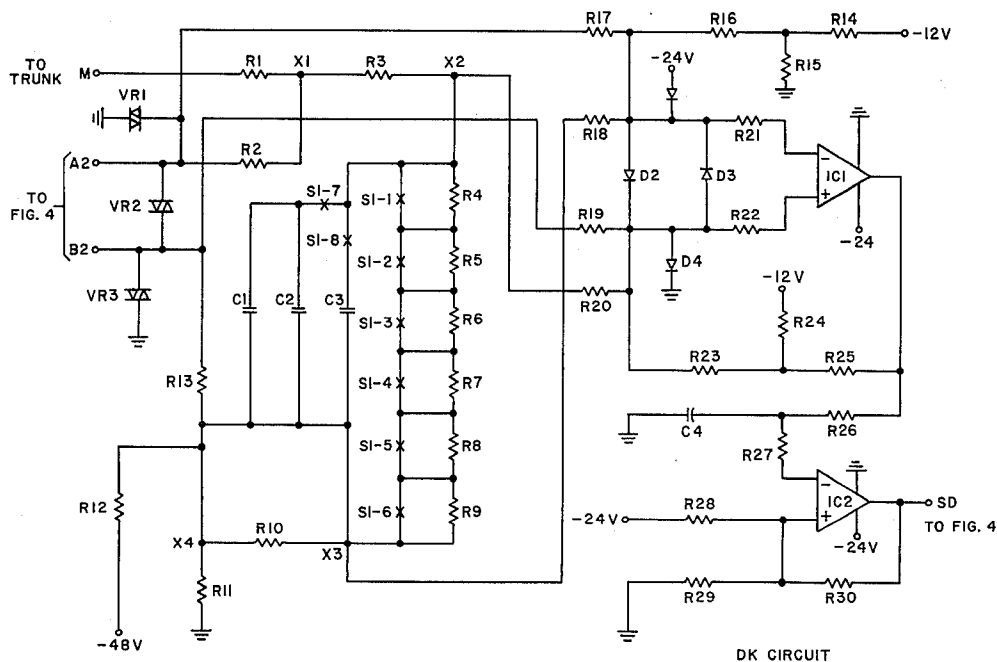 R17
R16
R14
-12V
TO
TRUNK
M
R1
X1
R3
X2
-24V
R15
VR1
R18
R21
A2
R2
TO
FIG. 4
S1-7
S1-1
R4
D2
D3
-
IC1
+
VR2
S1-8
R19
R22
-24
B2
S1-2
R5
D4
VR3
C1
C2
C3
R20
-12V
S1-3
R6
R24
R13
S1-4
R7
R23
R25
C4
R26
S1-5
R8
R27
R12
-
IC2
+
SD
TO FIG. 4
S1-6
R9
-24V
R28
-24V
X4
R10
X3
R11
R29
R30
-48V
DK CIRCUIT